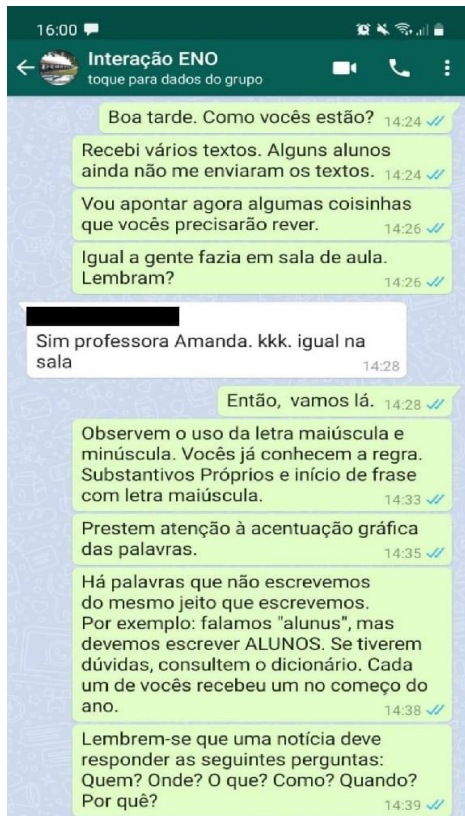 16:00
Interação ENO
toque para dados do grupo
Boa tarde. Como vocês estão? 14:24
Recebi vários textos. Alguns alunos
ainda não me enviaram os textos. 14:24
Vou apontar agora algumas coisinhas
que vocês precisarão rever. 14:26
Igual a gente fazia em sala de aula.
Lembram? 14:26
Sim professora Amanda. kkk. igual na
sala 14:28
Então, vamos lá. 14:28
Observem o uso da letra maiúscula e
minúscula. Vocês já conhecem a regra.
Substantivos Próprios e início de frase
com letra maiúscula. 14:33
Prestem atenção à acentuação gráfica
das palavras. 14:35
Há palavras que não escrevemos
do mesmo jeito que escrevemos.
Por exemplo: falamos "alunus", mas
devemos escrever ALUNOS. Se tiverem
dúvidas, consultem o dicionário. Cada
um de vocês recebeu um no começo do
ano. 14:38
Lembrem-se que uma notícia deve
responder as seguintes perguntas:
Quem? Onde? O que? Como? Quando?
Por quê? 14:39